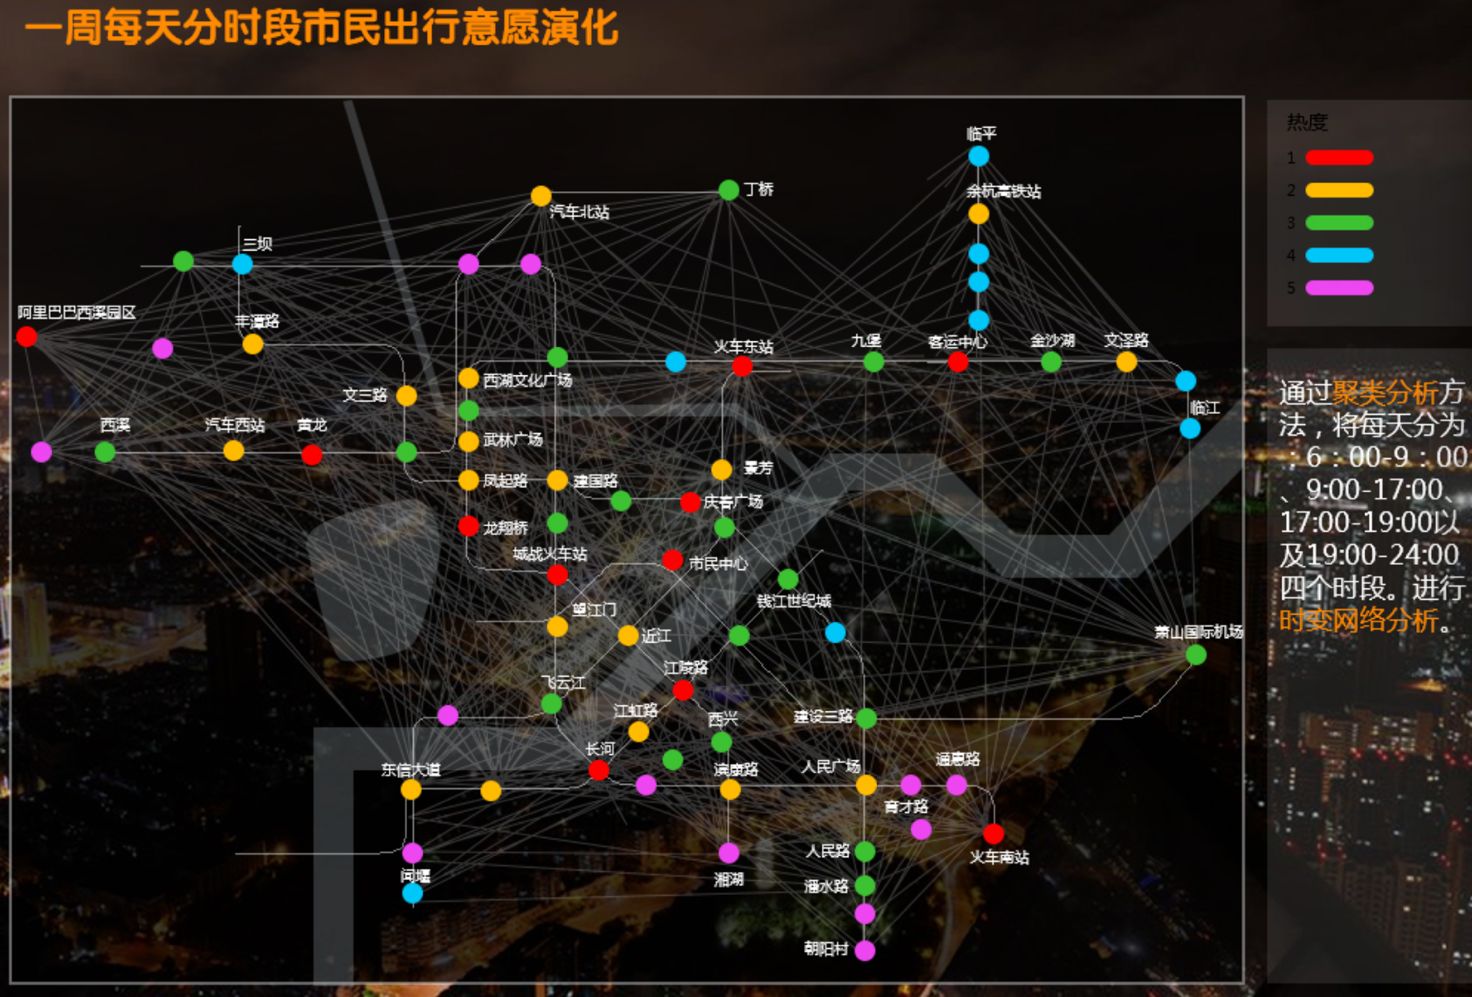 一周每天分时段市民出行意愿演化
热度
1
2
3
4
5
临平
余杭高铁站
丁桥
汽车北站
三坝
阿里巴巴西溪园区
丰潭路
火车东站
九堡
客运中心
金沙湖
文泽路
西湖文化广场
文三路
临江
西溪
汽车西站
黄龙
武林广场
景芳
凤起路
建国路
庆春广场
龙翔桥
城战火车站
市民中心
钱江世纪城
望江门
近江
萧山国际机场
江陵路
飞云江
江虹路
西兴
建设三路
长河
通惠路
东信大道
滨康路
人民广场
育才路
人民路
火车南站
闻堰
湘湖
潘水路
朝阳村
通过聚类分析方
法，将每天分为
：6：00-9：00
、9:00-17:00、
17:00-19:00以
及19:00-24:00
四个时段。进行
时变网络分析。